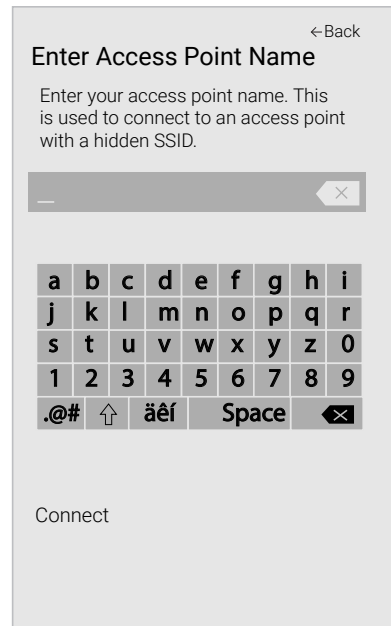 ←Back
Enter Access Point Name
Enter your access point name. This
is used to connect to an access point
with a hidden SSID.
_
a b c d e f g h i
j k l m n o p q r
s t u v w x y z 0
1 2 3 4 5 6 7 8 9
.@# äêí Space
Connect